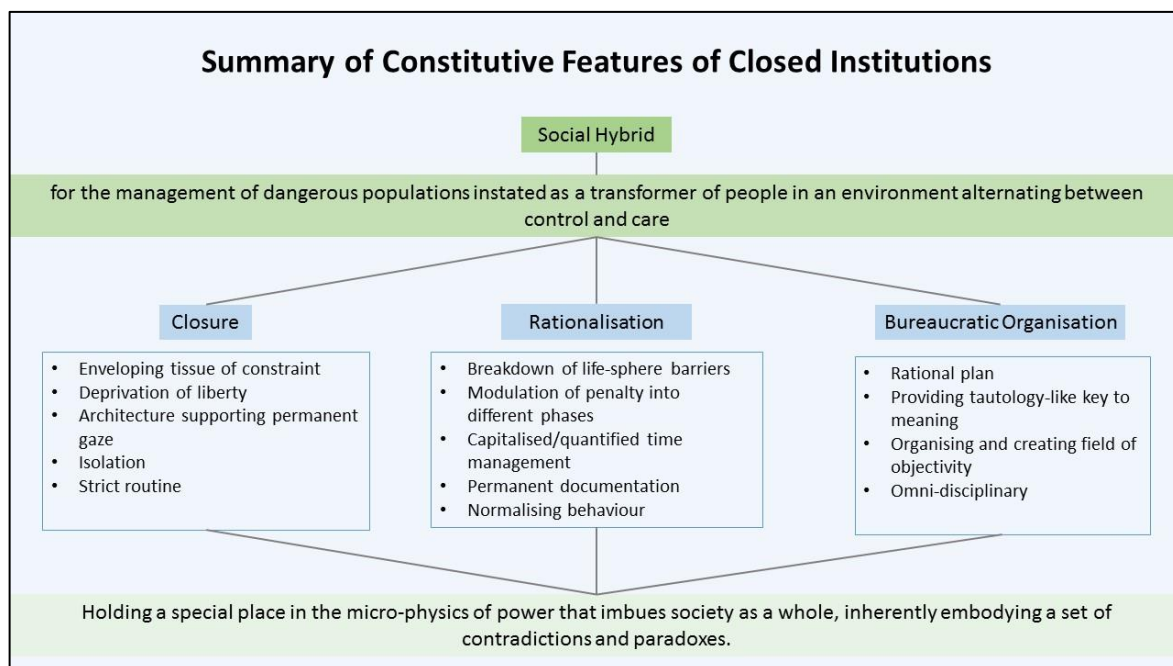 Summary of Constitutive Features of Closed Institutions
Social Hybrid
for the management of dangerous populations instated as a transformer of people in an environment alternating between
control and care
Closure
• Enveloping tissue of constraint
• Deprivation of liberty
• Architecture supporting permanent
gaze
• Isolation
• Strict routine
Rationalisation
• Breakdown of life-sphere barriers
• Modulation of penalty into
different phases
• Capitalised/quantified time
management
• Permanent documentation
• Normalising behaviour
Bureaucratic Organisation
• Rational plan
• Providing tautology-like key to
meaning
• Organising and creating field of
objectivity
• Omni-disciplinary
Holding a special place in the micro-physics of power that imbues society as a whole, inherently embodying a set of
contradictions and paradoxes.